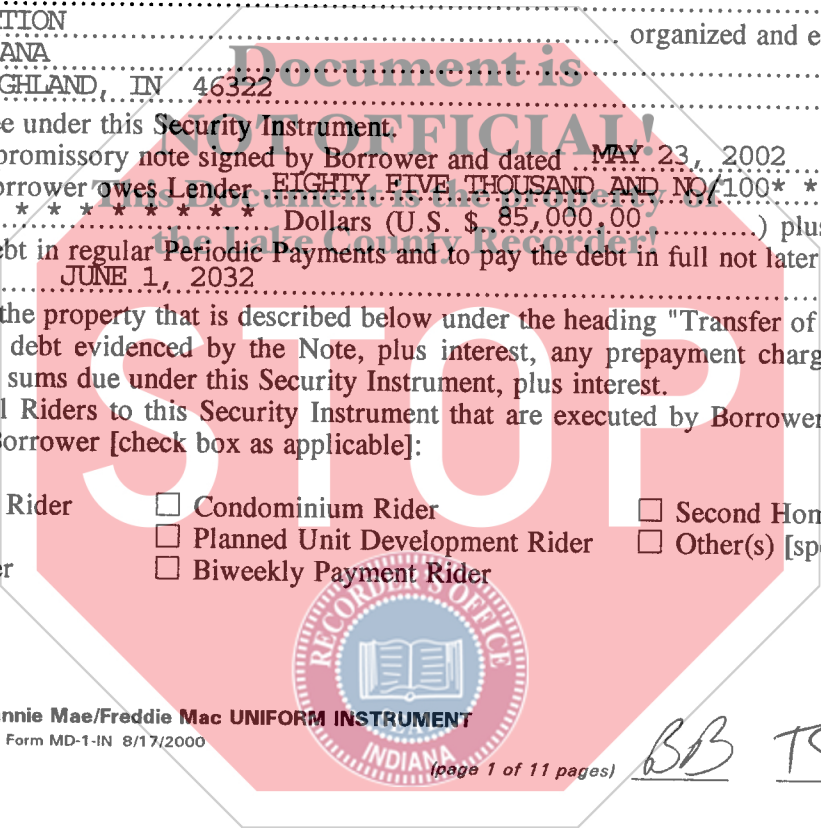 TION
organized and e
ANA
Document is
GHLAND, IN 46322
e under this Security Instrument.
NOT OFFICIAL!
promissory note signed by Borrower and dated MAY 23, 2002
orrower owes Lender EIGHTY FIVE THOUSAND AND NO/100* *
This Document is the property of
* * * * * * * * Dollars (U.S. $ 85,000.00 ) plus
the Lake County Recorder!
ebt in regular Periodic Payments and to pay the debt in full not later
JUNE 1, 2032
the property that is described below under the heading "Transfer of
debt evidenced by the Note, plus interest, any prepayment charg
sums due under this Security Instrument, plus interest.
l Riders to this Security Instrument that are executed by Borrower
Borrower [check box as applicable]:
STOP
Rider ☐ Condominium Rider ☐ Second Hom
☐ Planned Unit Development Rider ☐ Other(s) [spe
er ☐ Biweekly Payment Rider
RECORDER'S OFFICE
SEAL
INDIANA
nnie Mae/Freddie Mac UNIFORM INSTRUMENT
Form MD-1-IN 8/17/2000
(page 1 of 11 pages) BB